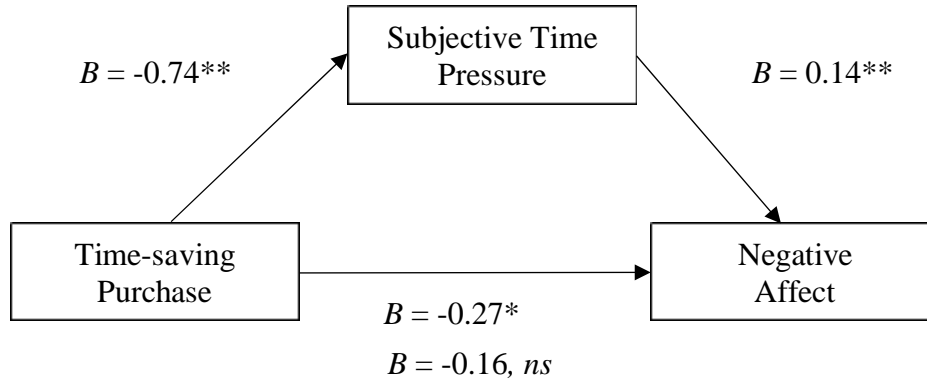 Subjective Time
Pressure
B = -0.74**
B = 0.14**
Time-saving
Purchase
Negative
Affect
B = -0.27*
B = -0.16, ns